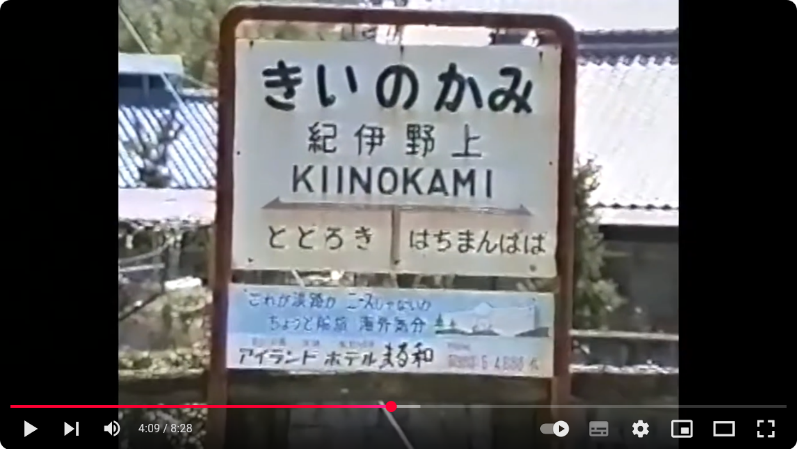 きいのかみ
紀伊野上
KIINOKAMI
とどろき
はちまんばば
これが淡路か ニースじゃないか
ちょうと船旅 海外気分
アイランド ホテル まる和
4:09 / 8:28